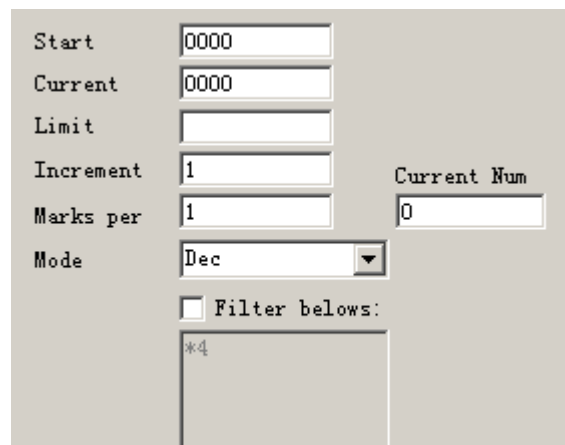 Start 0000
Current 0000
Limit
Increment 1
Current Num
Marks per 1 0
Mode Dec
Filter belows:
*4